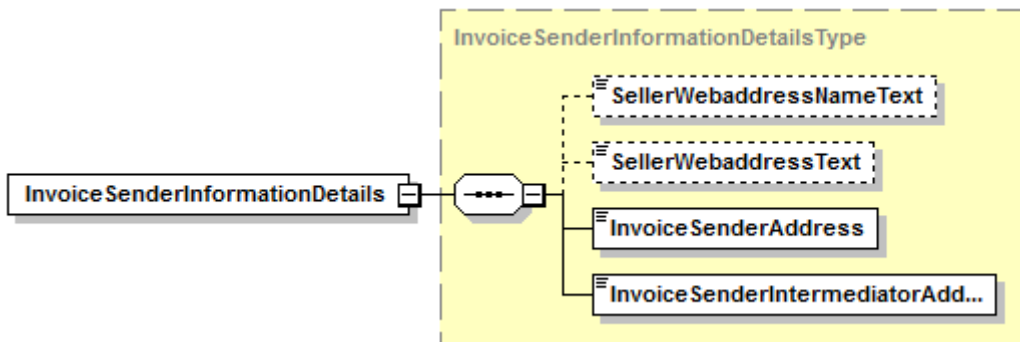 InvoiceSenderInformationDetailsType
SellerWebaddressNameText
SellerWebaddressText
InvoiceSenderInformationDetails
InvoiceSenderAddress
InvoiceSenderIntermediatorAdd...